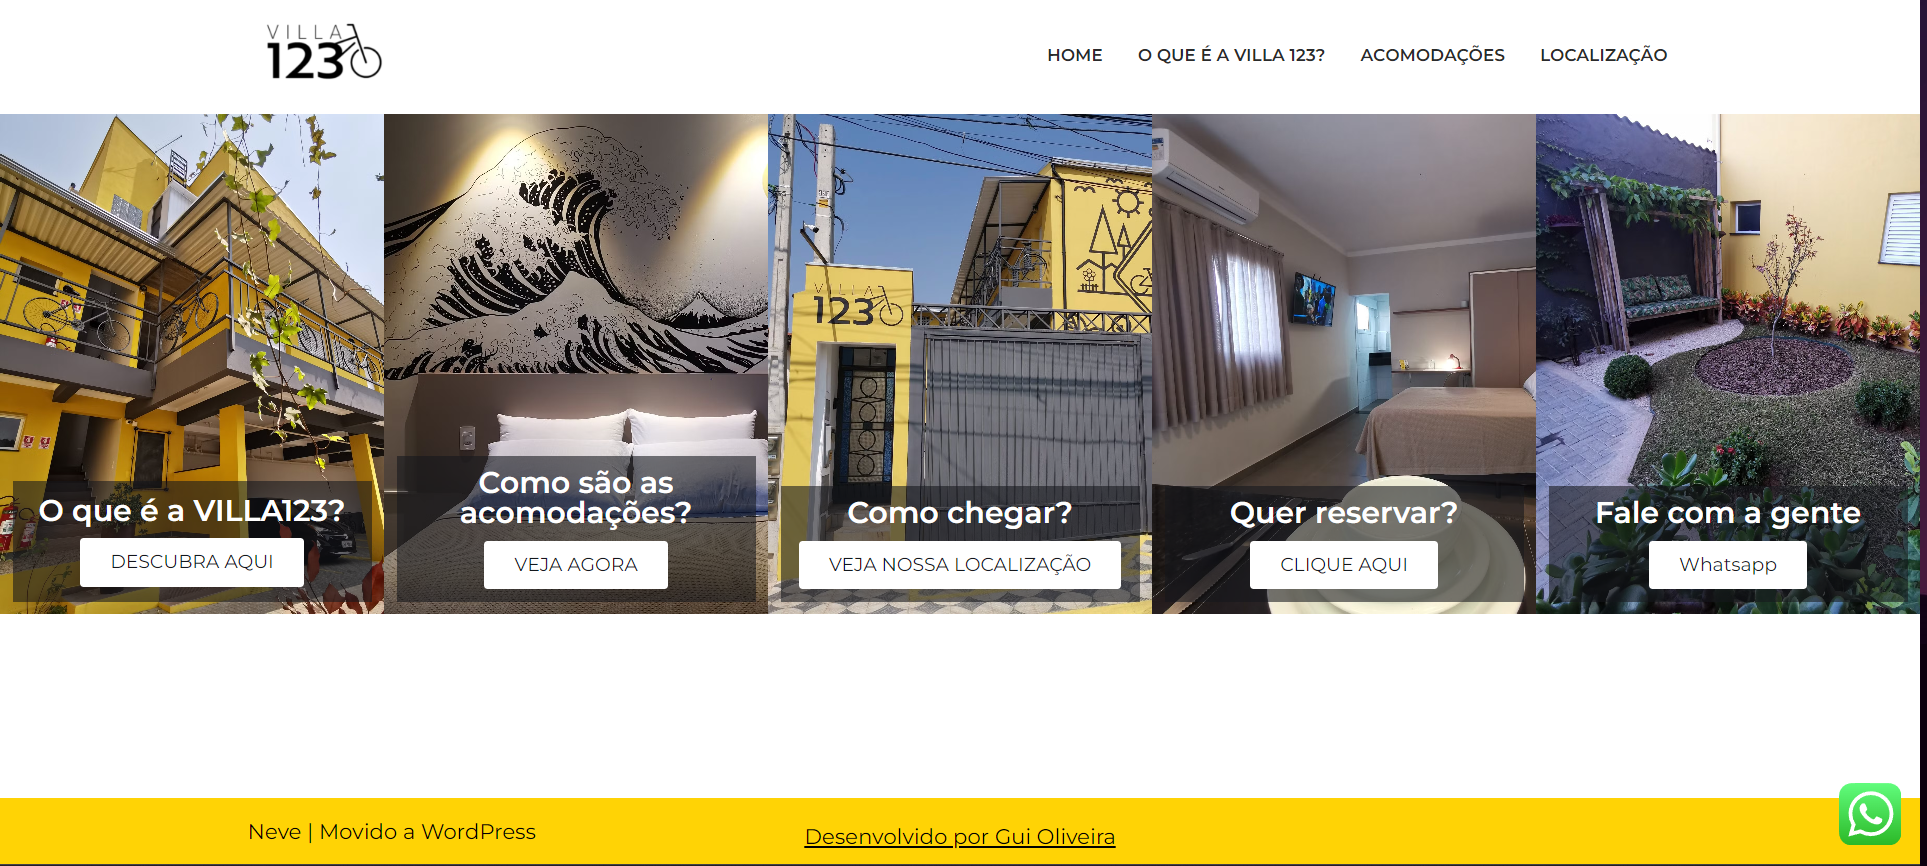 VILLA
123
HOME
O QUE É A VILLA 123?
ACOMODAÇÕES
LOCALIZAÇÃO
VILLA
123
O que é a VILLA123?
DESCUBRA AQUI
Como são as
acomodações?
VEJA AGORA
Como chegar?
VEJA NOSSA LOCALIZAÇÃO
Quer reservar?
CLIQUE AQUI
Fale com a gente
Whatsapp
Neve | Movido a WordPress
Desenvolvido por Gui Oliveira